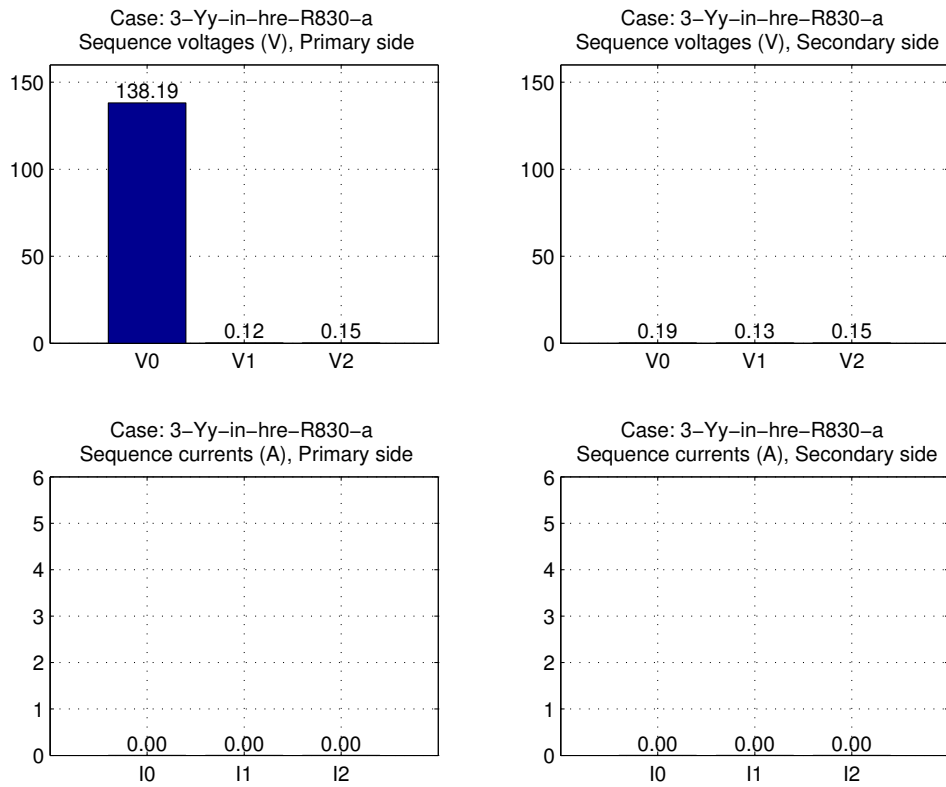 Case: 3−Yy−in−hre−R830−a
Sequence voltages (V), Primary side
150
100
50
0
138.19
0.12
0.15
V0
V1
V2
Case: 3−Yy−in−hre−R830−a
Sequence voltages (V), Secondary side
150
100
50
0
0.19
0.13
0.15
V0
V1
V2
Case: 3−Yy−in−hre−R830−a
Sequence currents (A), Primary side
6
5
4
3
2
1
0
0.00
0.00
0.00
I0
I1
I2
Case: 3−Yy−in−hre−R830−a
Sequence currents (A), Secondary side
6
5
4
3
2
1
0
0.00
0.00
0.00
I0
I1
I2